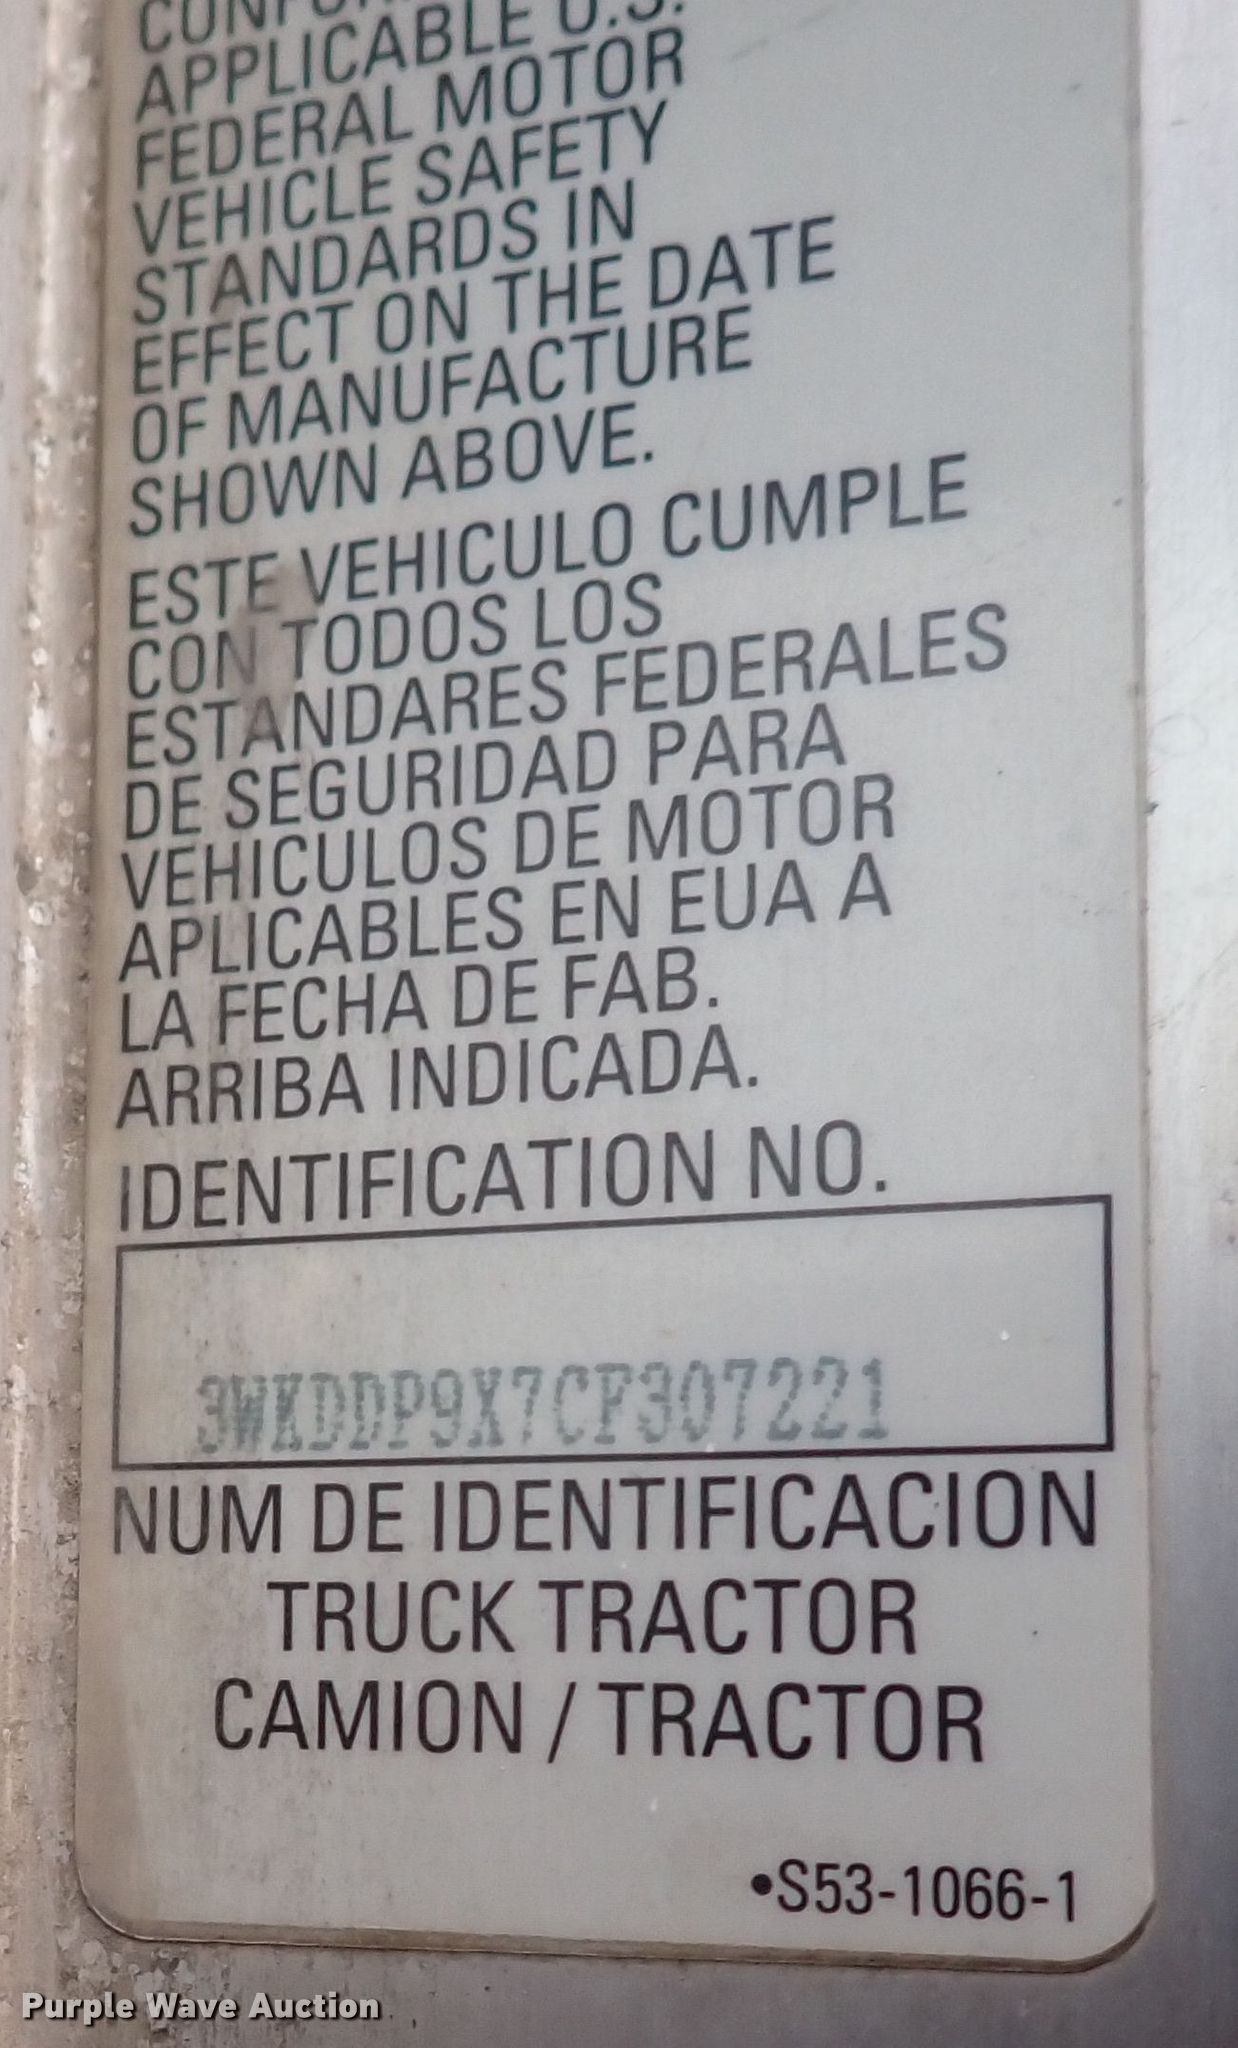 APPLICABLE U.S.
FEDERAL MOTOR
VEHICLE SAFETY
STANDARDS IN
EFFECT ON THE DATE
OF MANUFACTURE
SHOWN ABOVE.
ESTE VEHICULO CUMPLE
CON TODOS LOS
ESTANDARES FEDERALES
DE SEGURIDAD PARA
VEHICULOS DE MOTOR
APLICABLES EN EUA A
LA FECHA DE FAB.
ARRIBA INDICADA.
IDENTIFICATION NO.
3WKDDP9X7CF307221
NUM DE IDENTIFICACION
TRUCK TRACTOR
CAMION / TRACTOR
•S53-1066-1
Purple Wave Auction